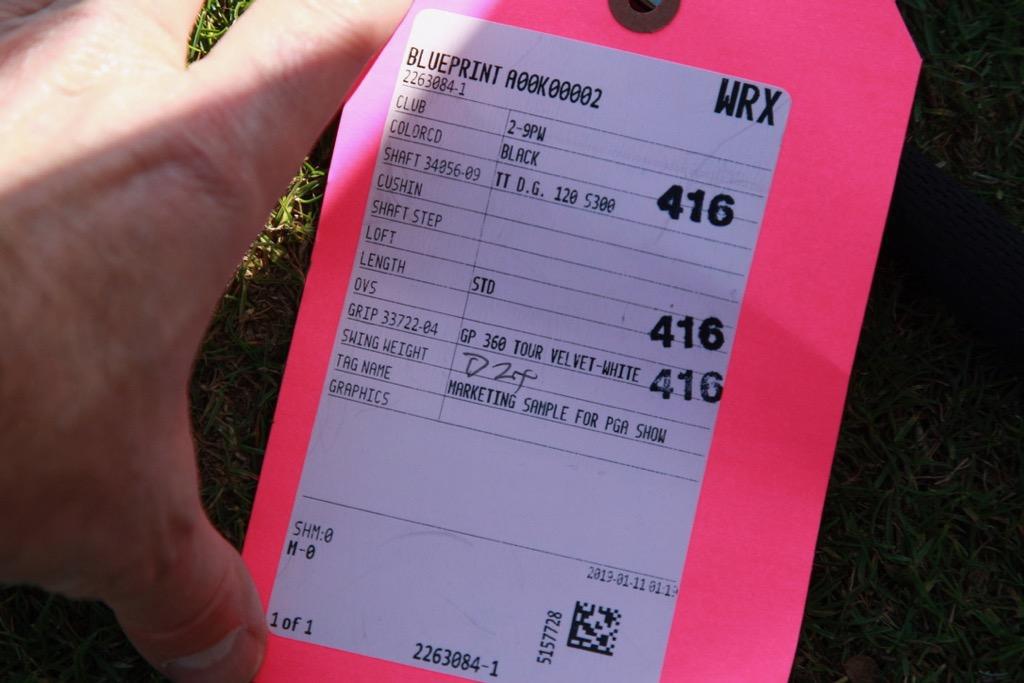 BLUEPRINT A00K00002 WRX
2263084-1
CLUB 2-9PW
COLORCD BLACK
SHAFT 34056-09 TT D.G. 120 S300 416
CUSHIN
SHAFT STEP
LOFT
LENGTH STD
OVS 416
GRIP 33722-04 GP 360 TOUR VELVET-WHITE 416
SWING WEIGHT
TAG NAME MARKETING SAMPLE FOR PGA SHOW
GRAPHICS
SHM:0
M-0
2019-01-11 01:19
5157728
1 of 1
2263084-1